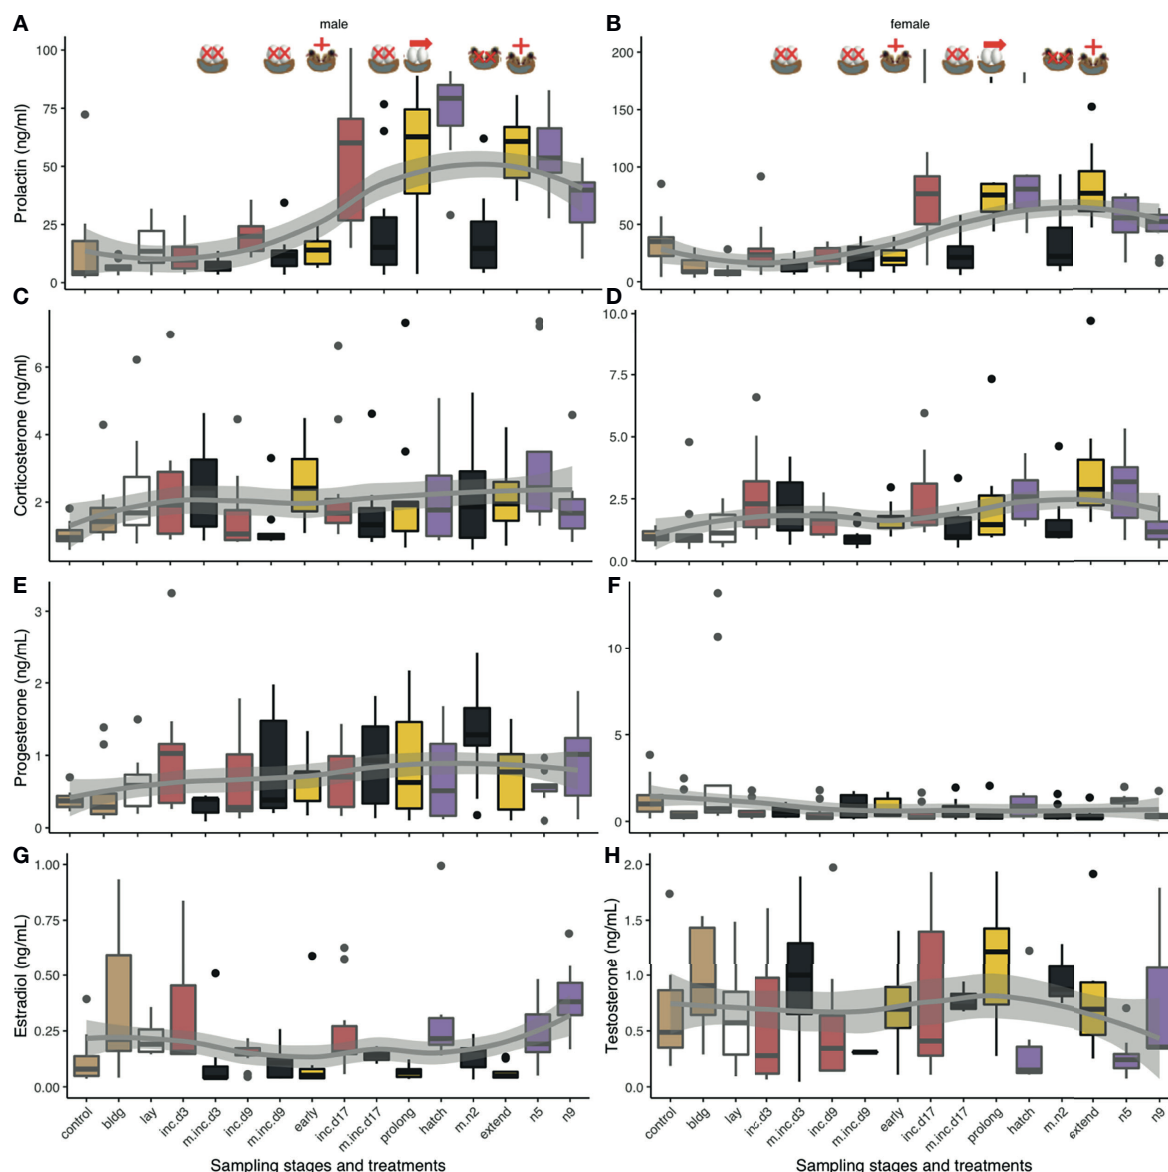 A male B female
Prolactin (ng/ml)
100
75
50
25
0
200
150
100
50
0
C D
Corticosterone (ng/ml)
6
4
2
10.0
7.5
5.0
2.5
0.0
E F
Progesterone (ng/mL)
3
2
1
0
10
5
0
G H
Estradiol (ng/mL)
1.00
0.75
0.50
0.25
0.00
Testosterone (ng/mL)
2.0
1.5
1.0
0.5
0.0
control bldg lay inc.d3 m.inc.d3 inc.d9 m.inc.d9 early inc.d17 m.inc.d17 prolong hatch m.n2 extend n5 n9
control bldg lay inc.d3 m.inc.d3 inc.d9 m.inc.d9 early inc.d17 m.inc.d17 prolong hatch m.n2 extend n5 n9
Sampling stages and treatments Sampling stages and treatments